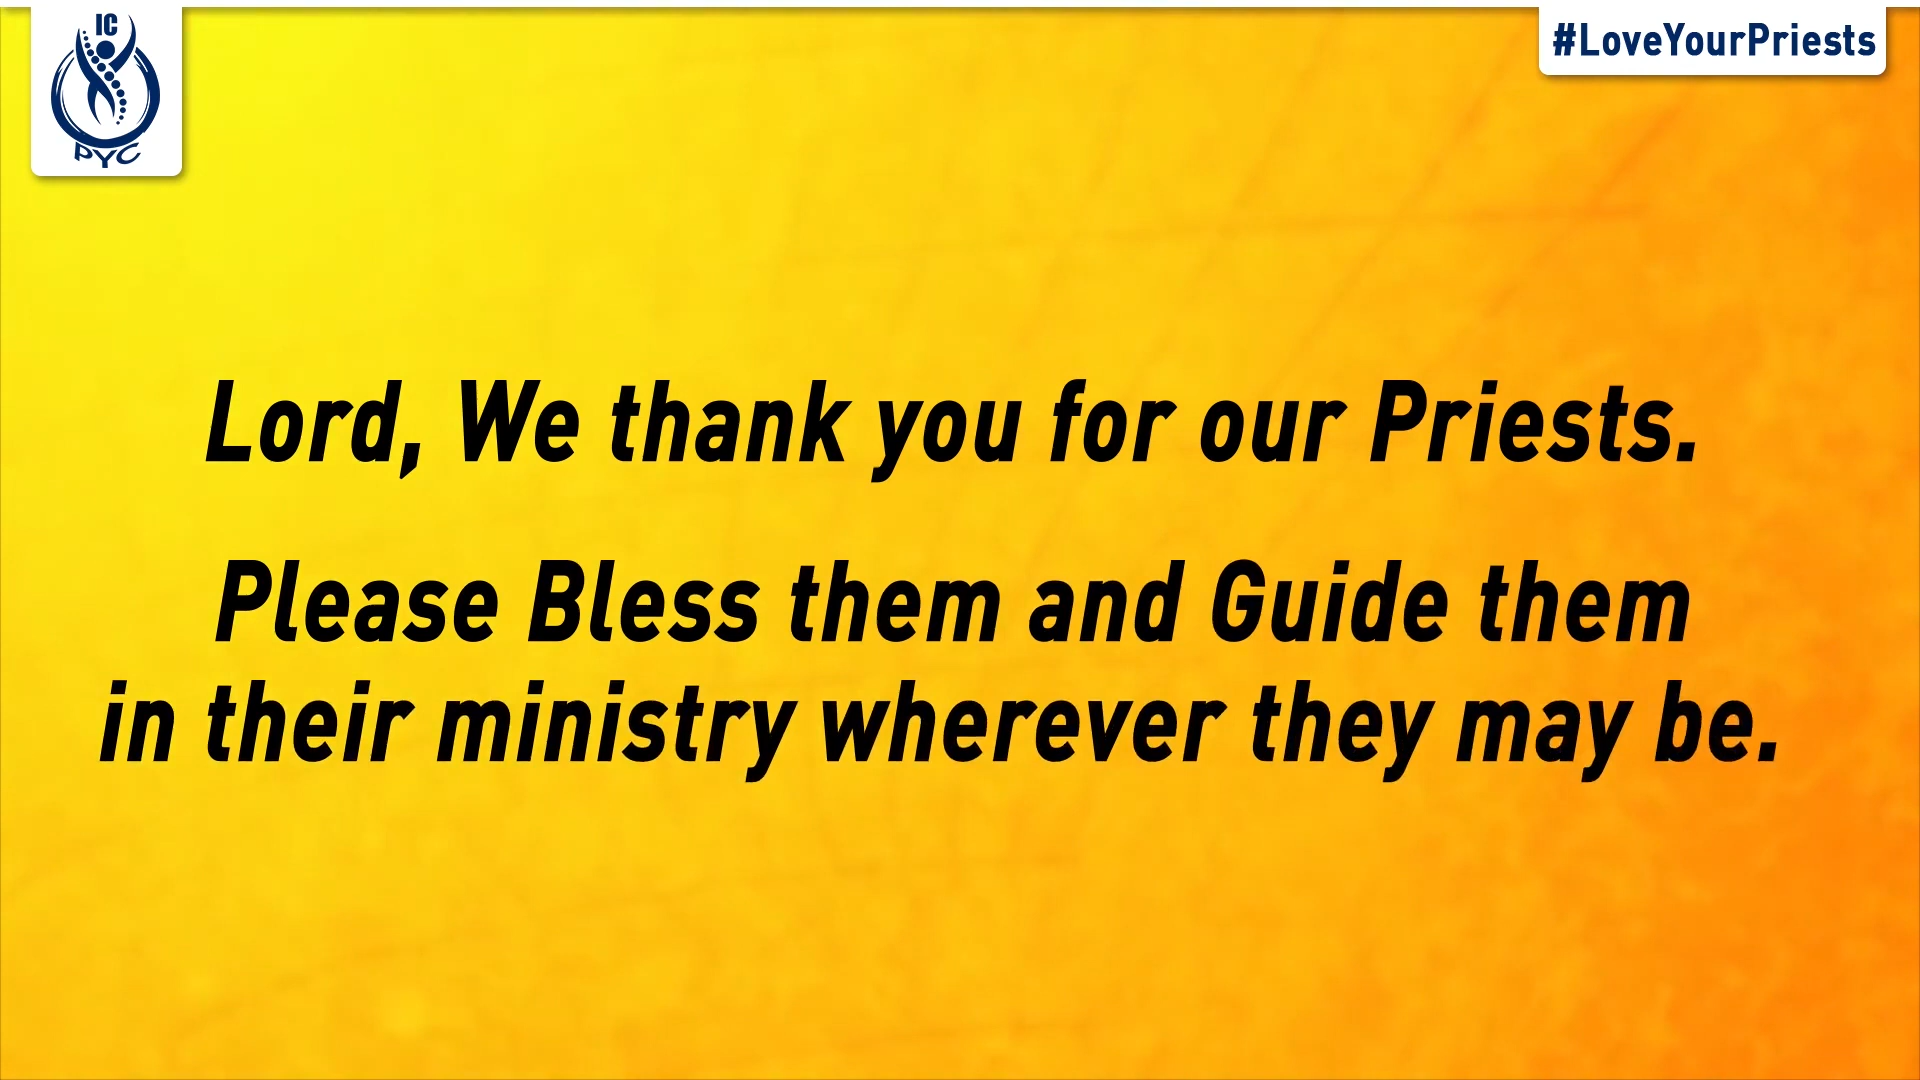 IC
PYC
#LoveYourPriests
Lord, We thank you for our Priests.
Please Bless them and Guide them
in their ministry wherever they may be.